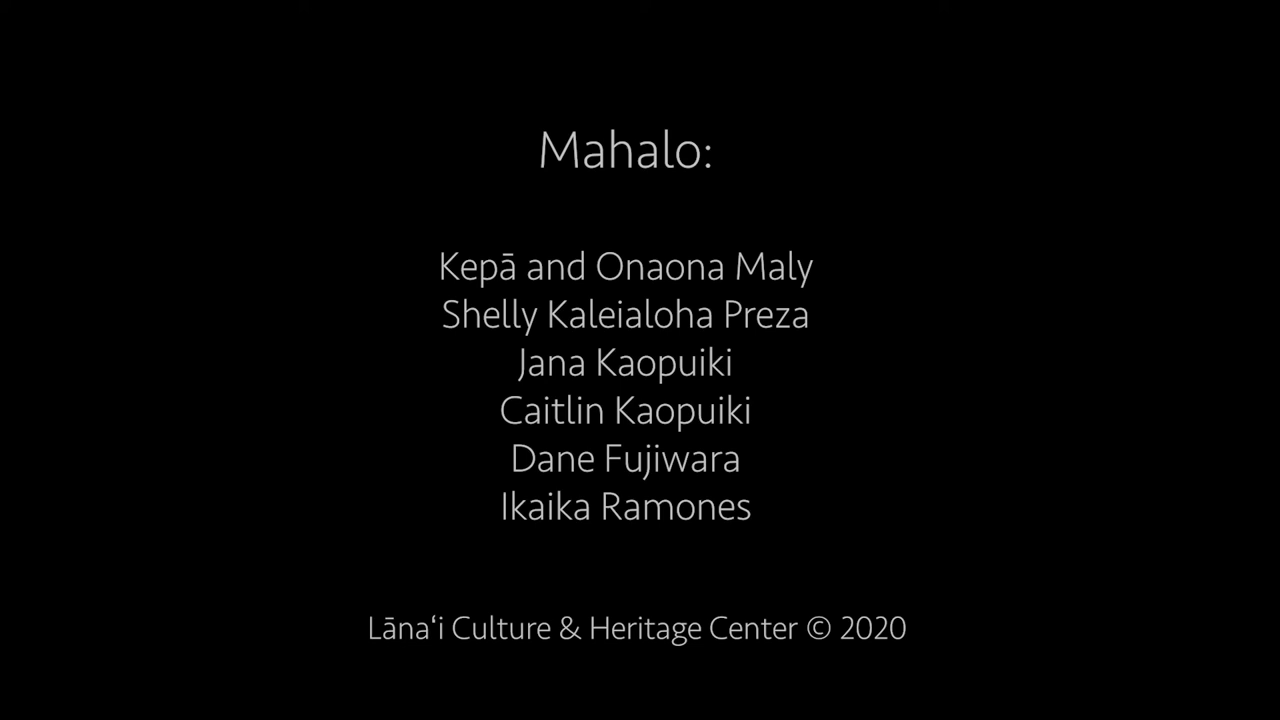 Mahalo:
Kepā and Onaona Maly
Shelly Kaleialoha Preza
Jana Kaopuiki
Caitlin Kaopuiki
Dane Fujiwara
Ikaika Ramones
Lānaʻi Culture & Heritage Center © 2020